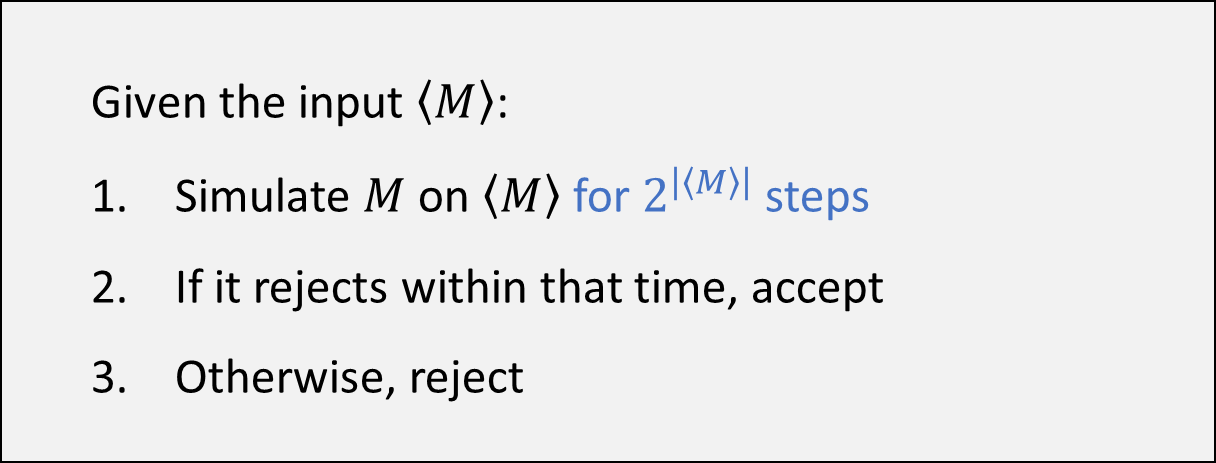 Given the input ⟨M⟩:
1. Simulate M on ⟨M⟩ for 2^|⟨M⟩| steps
2. If it rejects within that time, accept
3. Otherwise, reject